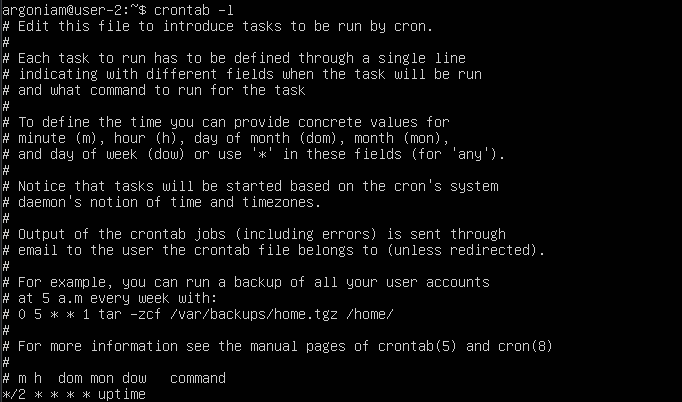 argoniam@user-2:~$ crontab -l
# Edit this file to introduce tasks to be run by cron.
#
# Each task to run has to be defined through a single line
# indicating with different fields when the task will be run
# and what command to run for the task
#
# To define the time you can provide concrete values for
# minute (m), hour (h), day of month (dom), month (mon),
# and day of week (dow) or use '*' in these fields (for 'any').
#
# Notice that tasks will be started based on the cron's system
# daemon's notion of time and timezones.
#
# Output of the crontab jobs (including errors) is sent through
# email to the user the crontab file belongs to (unless redirected).
#
# For example, you can run a backup of all your user accounts
# at 5 a.m every week with:
# 0 5 * * 1 tar -zcf /var/backups/home.tgz /home/
#
# For more information see the manual pages of crontab(5) and cron(8)
#
# m h  dom mon dow   command
*/2 * * * * uptime